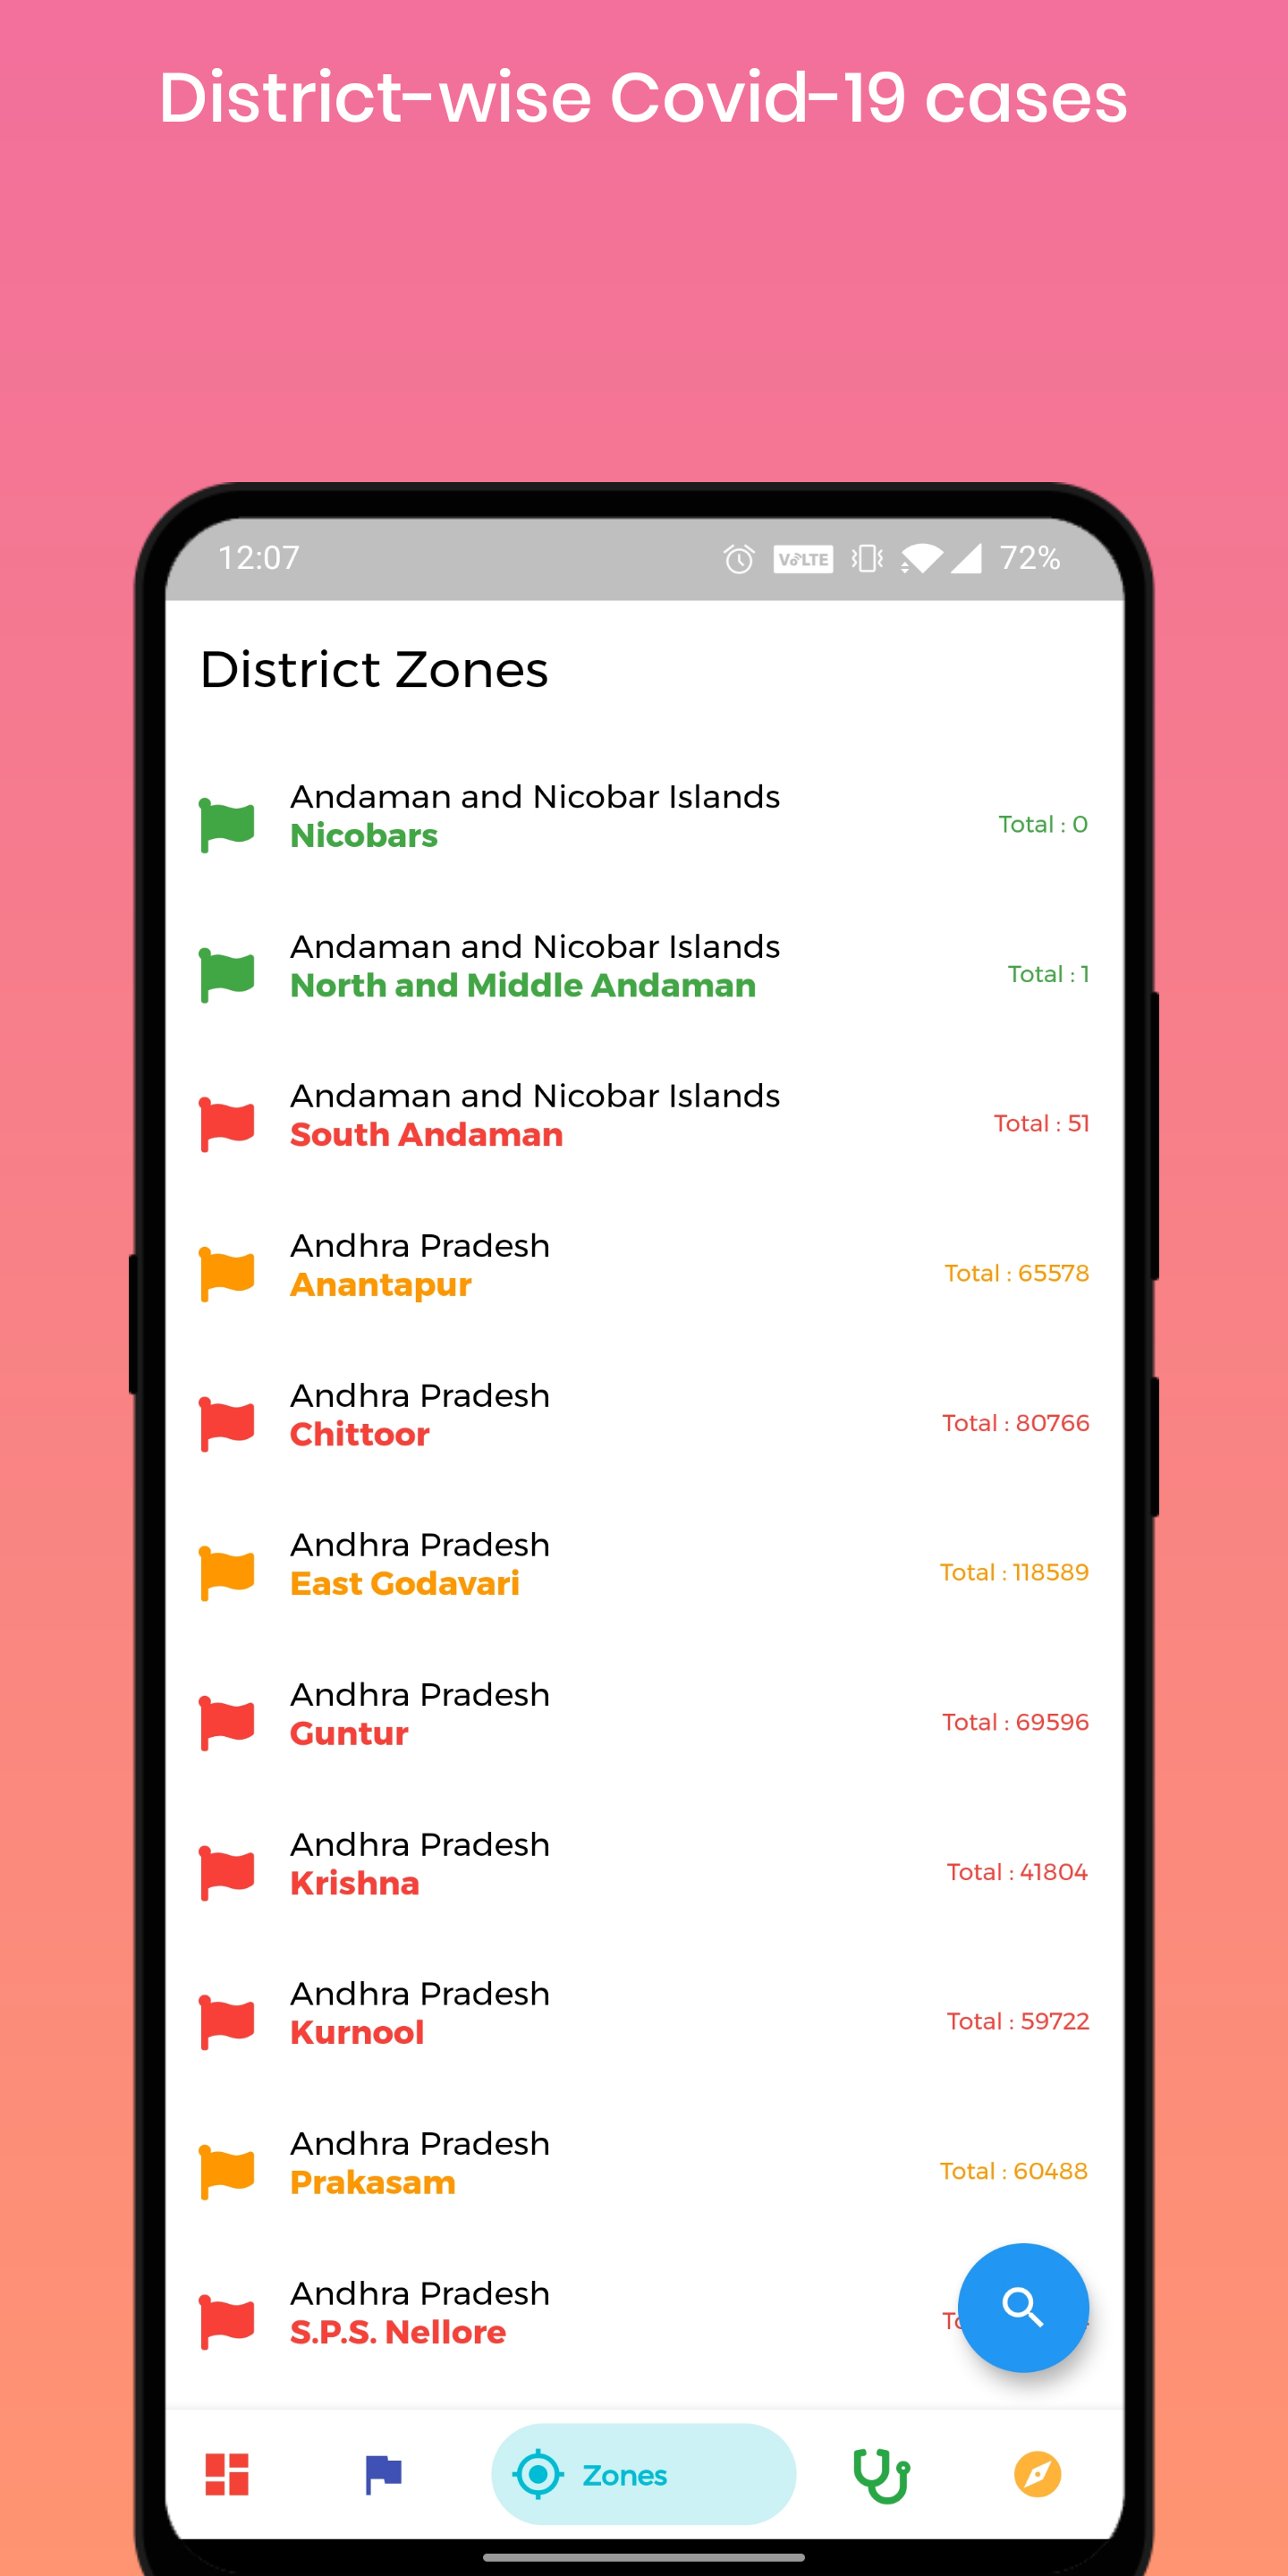 District-wise Covid-19 cases
12:07
VoLTE
72%
District Zones
Andaman and Nicobar Islands
Nicobars
Total : 0
Andaman and Nicobar Islands
North and Middle Andaman
Total : 1
Andaman and Nicobar Islands
South Andaman
Total : 51
Andhra Pradesh
Anantapur
Total : 65578
Andhra Pradesh
Chittoor
Total : 80766
Andhra Pradesh
East Godavari
Total : 118589
Andhra Pradesh
Guntur
Total : 69596
Andhra Pradesh
Krishna
Total : 41804
Andhra Pradesh
Kurnool
Total : 59722
Andhra Pradesh
Prakasam
Total : 60488
Andhra Pradesh
S.P.S. Nellore
Zones